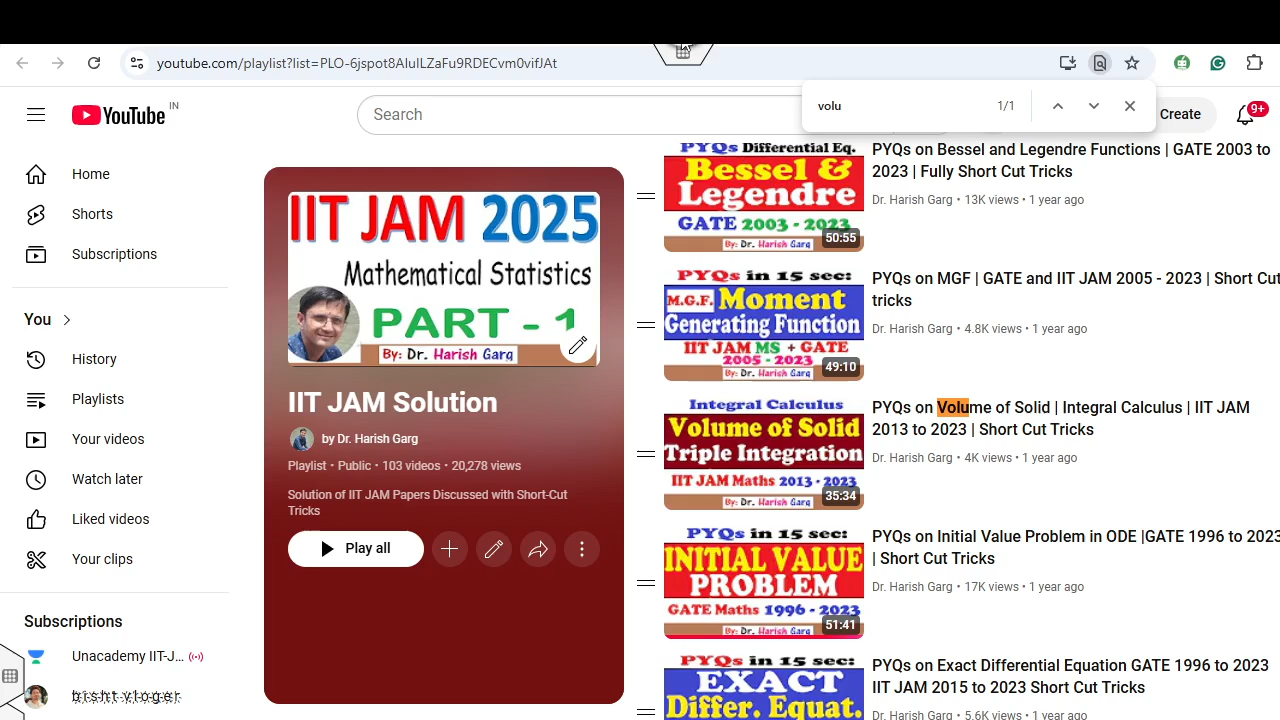 youtube.com/playlist?list=PLO-6jspot8AIuILZaFu9RDECvm0vifJAt
volu
1/1
YouTube
IN
Search
Create
9+
Home
Shorts
Subscriptions
You
History
Playlists
Your videos
Watch later
Liked videos
Your clips
Subscriptions
Unacademy IIT-J...
bisht vloger
IIT JAM 2025
Mathematical Statistics
PART - 1
By: Dr. Harish Garg
IIT JAM Solution
by Dr. Harish Garg
Playlist • Public • 103 videos • 20,278 views
Solution of IIT JAM Papers Discussed with Short-Cut
Tricks
Play all
PYQs Differential Eq.
Bessel &
Legendre
GATE 2003 - 2023
By: Dr. Harish Garg
50:55
PYQs on Bessel and Legendre Functions | GATE 2003 to
2023 | Fully Short Cut Tricks
Dr. Harish Garg • 13K views • 1 year ago
PYQs in 15 sec:
M.G.F. Moment
Generating Function
IIT JAM MS + GATE
2005 - 2023
By: Dr. Harish Garg
49:10
PYQs on MGF | GATE and IIT JAM 2005 - 2023 | Short Cut
tricks
Dr. Harish Garg • 4.8K views • 1 year ago
Integral Calculus
Volume of Solid
Triple Integration
IIT JAM Maths 2013 - 2023
By: Dr. Harish Garg
35:34
PYQs on Volume of Solid | Integral Calculus | IIT JAM
2013 to 2023 | Short Cut Tricks
Dr. Harish Garg • 4K views • 1 year ago
PYQs in 15 sec:
INITIAL VALUE
PROBLEM
GATE Maths 1996 - 2023
By: Dr. Harish Garg
51:41
PYQs on Initial Value Problem in ODE |GATE 1996 to 2023
| Short Cut Tricks
Dr. Harish Garg • 17K views • 1 year ago
PYQs in 15 sec:
EXACT
Differ. Equat.
PYQs on Exact Differential Equation GATE 1996 to 2023
IIT JAM 2015 to 2023 Short Cut Tricks
Dr. Harish Garg • 5.6K views • 1 year ago